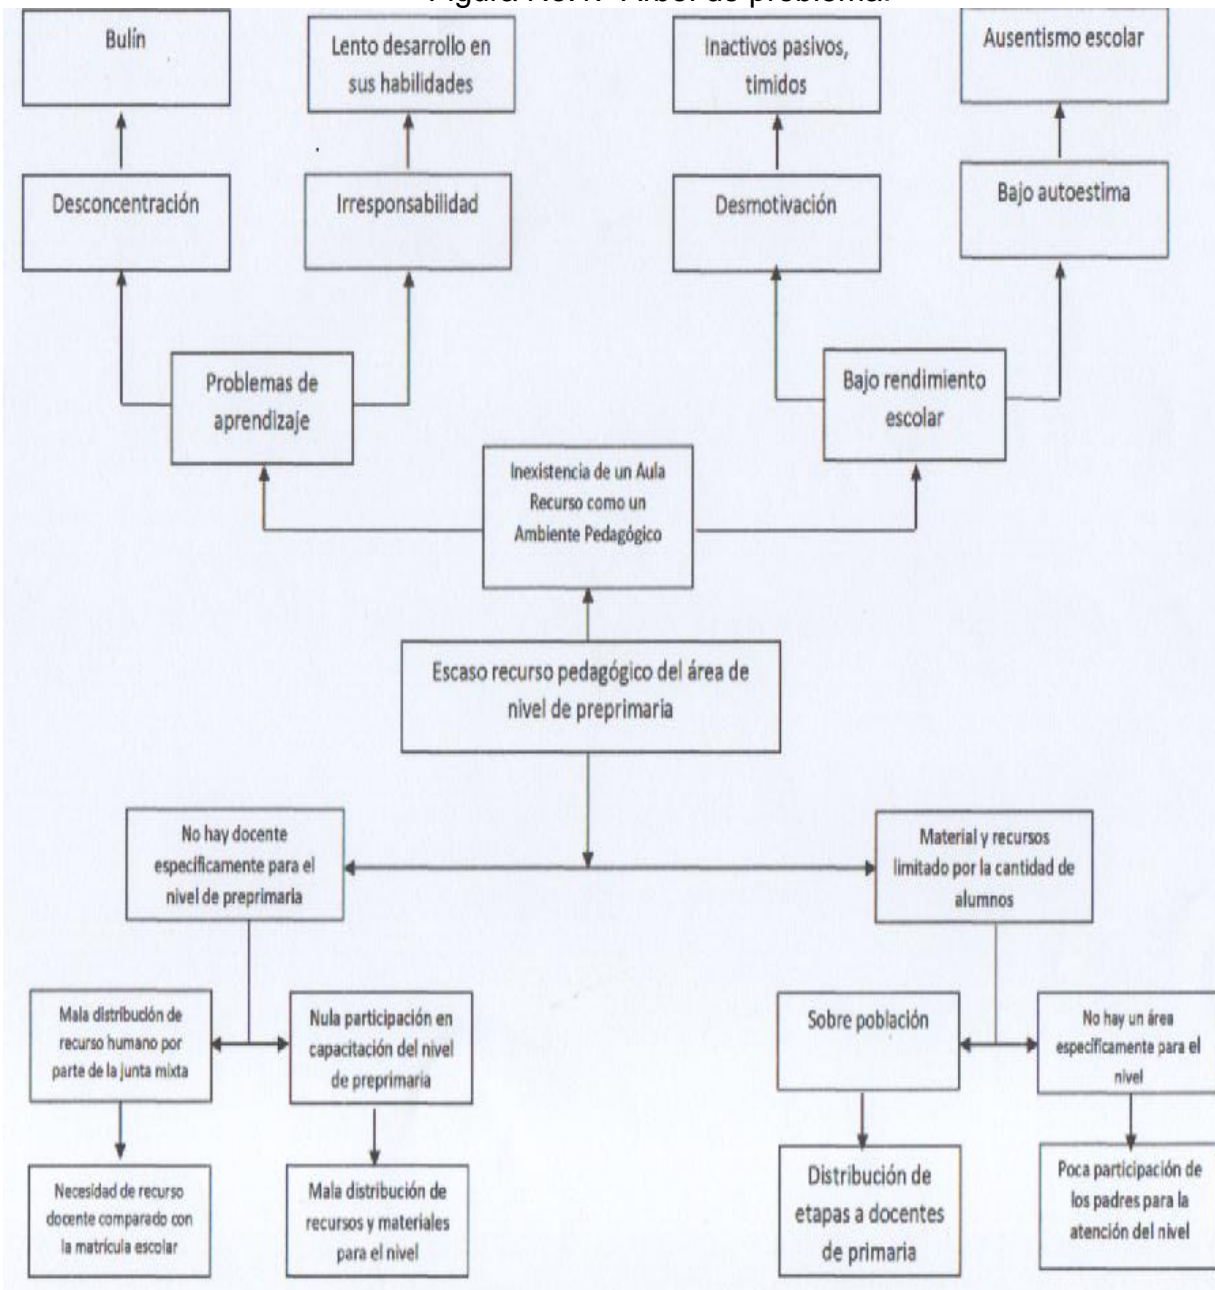 Bulín
Lento desarrollo en
sus habilidades
Inactivos pasivos,
timidos
Ausentismo escolar
Desconcentración
Irresponsabilidad
Desmotivación
Bajo autoestima
Problemas de
aprendizaje
Bajo rendimiento
escolar
Inexistencia de un Aula
Recurso como un
Ambiente Pedagógico
Escaso recurso pedagógico del área de
nivel de preprimaria
No hay docente
específicamente para el
nivel de preprimaria
Material y recursos
limitado por la cantidad de
alumnos
Mala distribución de
recurso humano por
parte de la junta mixta
Nula participación en
capacitación del nivel
de preprimaria
Sobre población
No hay un área
específicamente para el
nivel
Necesidad de recurso
docente comparado con
la matrícula escolar
Mala distribución de
recursos y materiales
para el nivel
Distribución de
etapas a docentes
de primaria
Poca participación de
los padres para la
atención del nivel